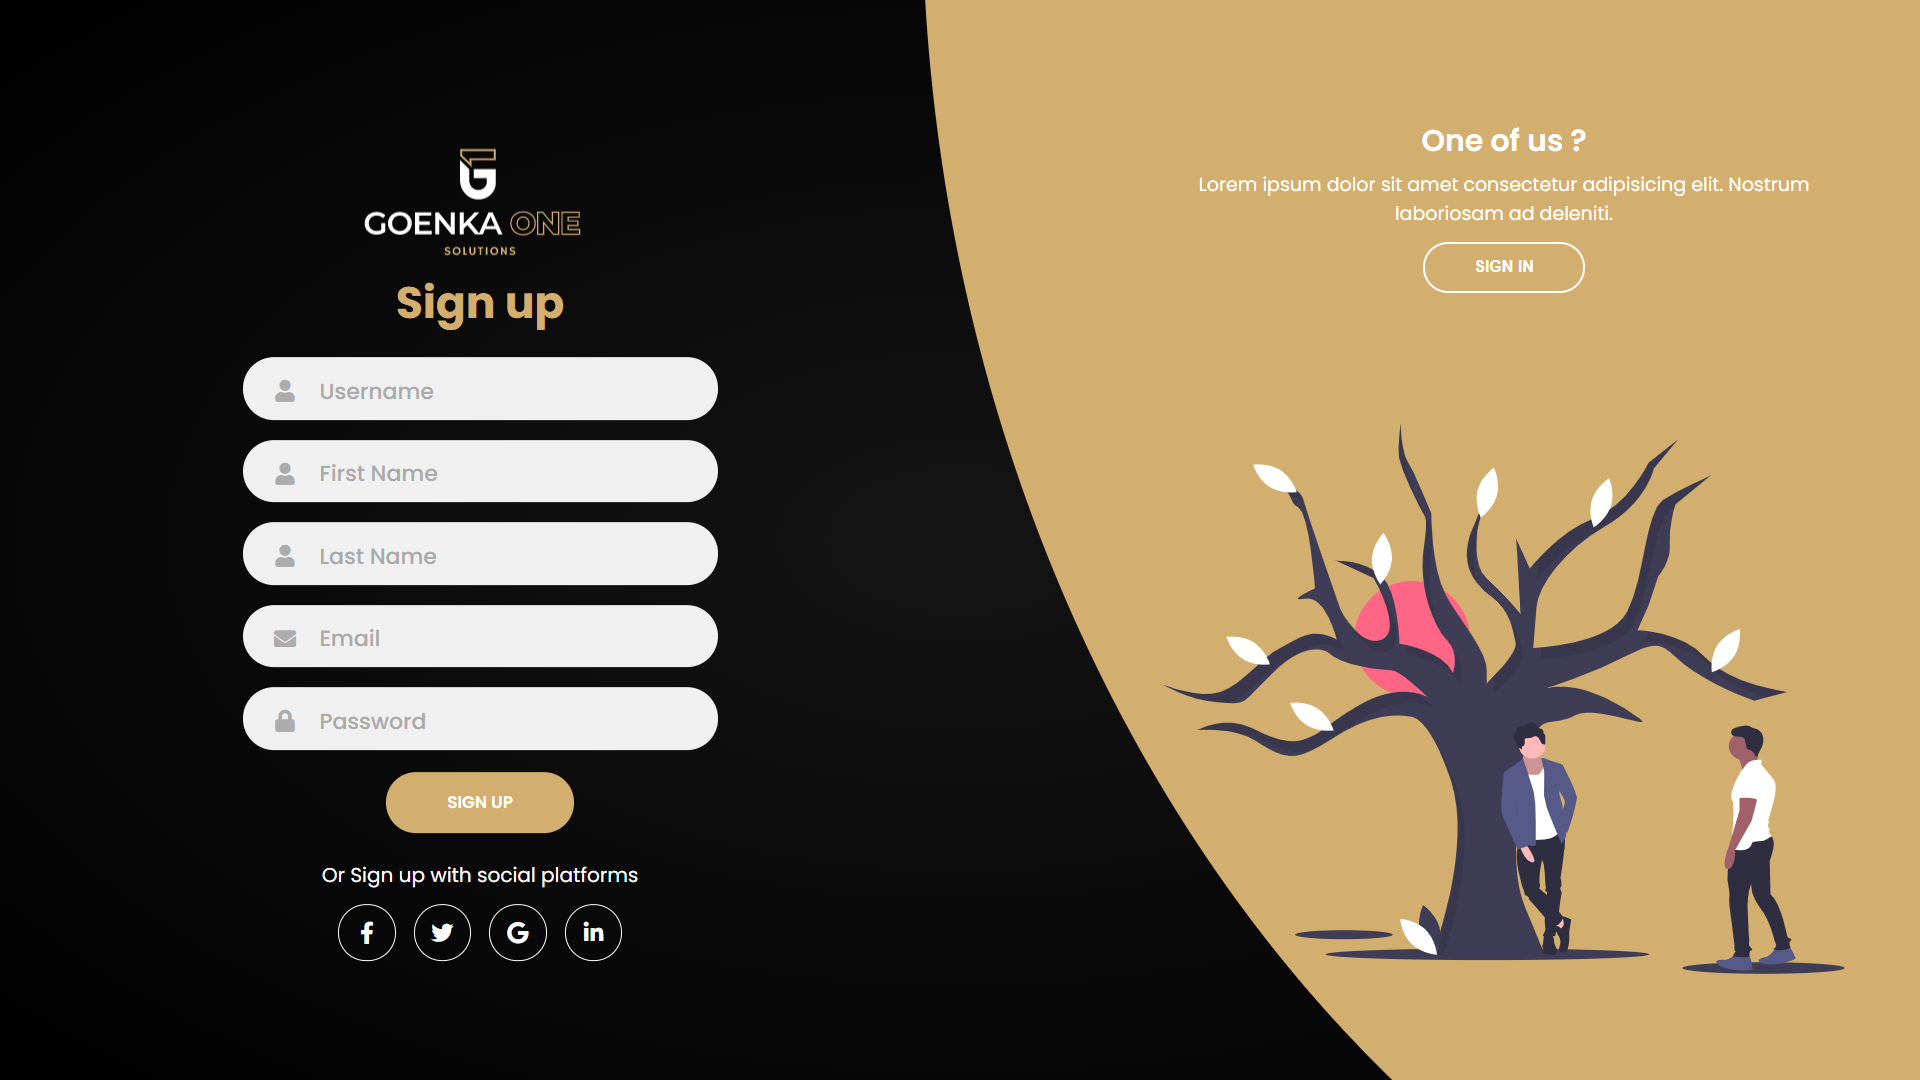 GOENKA ONE
SOLUTIONS
Sign up
Username
First Name
Last Name
Email
Password
SIGN UP
Or Sign up with social platforms
One of us ?
Lorem ipsum dolor sit amet consectetur adipisicing elit. Nostrum
laboriosam ad deleniti.
SIGN IN